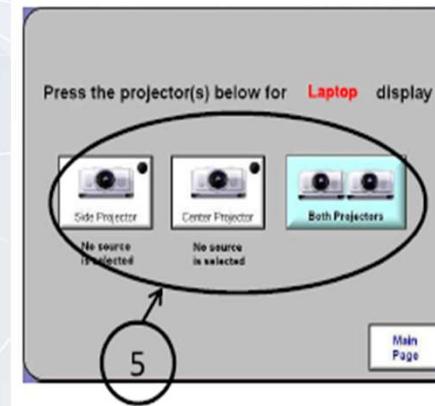 Press the projector(s) below for Laptop display
Side Projector
Center Projector
Both Projectors
No source
is selected
No source
is selected
Main
Page
5